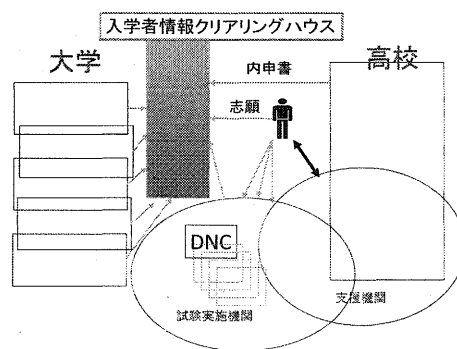 入学者情報クリアリングハウス
大学
高校
内申書
志願
DNC
試験実施機関
支援機関